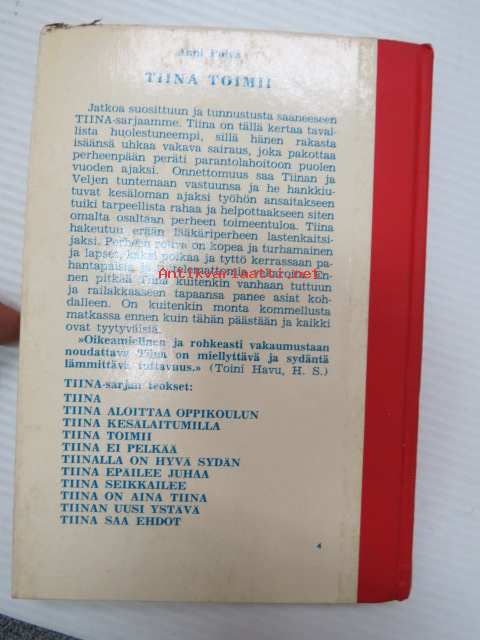 Anni Polva
TIINA TOIMII
Jatkoa suosittuun ja tunnustusta saaneeseen
TIINA-sarjaamme. Tiina on tällä kertaa taval-
lista huolestuneempi, sillä hänen rakasta
isäänsä uhkaa vakava sairaus, joka pakottaa
perheenpään peräti parantolahoitoon puolen
vuoden ajaksi. Onnettomuus saa Tiinan ja
Veljen tuntemaan vastuunsa ja he hankkiu-
tuvat kesäloman ajaksi työhön ansaitakseen
tuiki tarpeellista rahaa ja helpottaakseen siten
omalta osaltaan perheen toimeentuloa. Tiina
hakeutuu erään lääkäriperheen lastenkaitsi-
jaksi. Perheen rouva on kopea ja turhamainen
ja lapset, kaksi poikaa ja tyttö kerrassaan pa-
hantapaisia
Antikvariaatti.net
En-
nen pitkää Tiina kuitenkin vanhaan tuttuun
ja railakkaaseen tapaansa panee asiat koh-
dalleen. On kuitenkin monta kommellusta
matkassa ennen kuin tähän päästään ja kaikki
ovat tyytyväisiä.
»Oikeamielinen ja rohkeasti vakaumustaan
noudattava Tiina on miellyttävä ja sydäntä
lämmittävä tuttavuus.» (Toini Havu, H. S.)
TIINA-sarjan teokset:
TIINA
TIINA ALOITTAA OPPIKOULUN
TIINA KESÄLAITUMILLA
TIINA TOIMII
TIINA EI PELKÄÄ
TIINALLA ON HYVÄ SYDÄN
TIINA EPÄILEE JUHAA
TIINA SEIKKAILEE
TIINA ON AINA TIINA
TIINAN UUSI YSTÄVÄ
TIINA SAA EHDOT
4